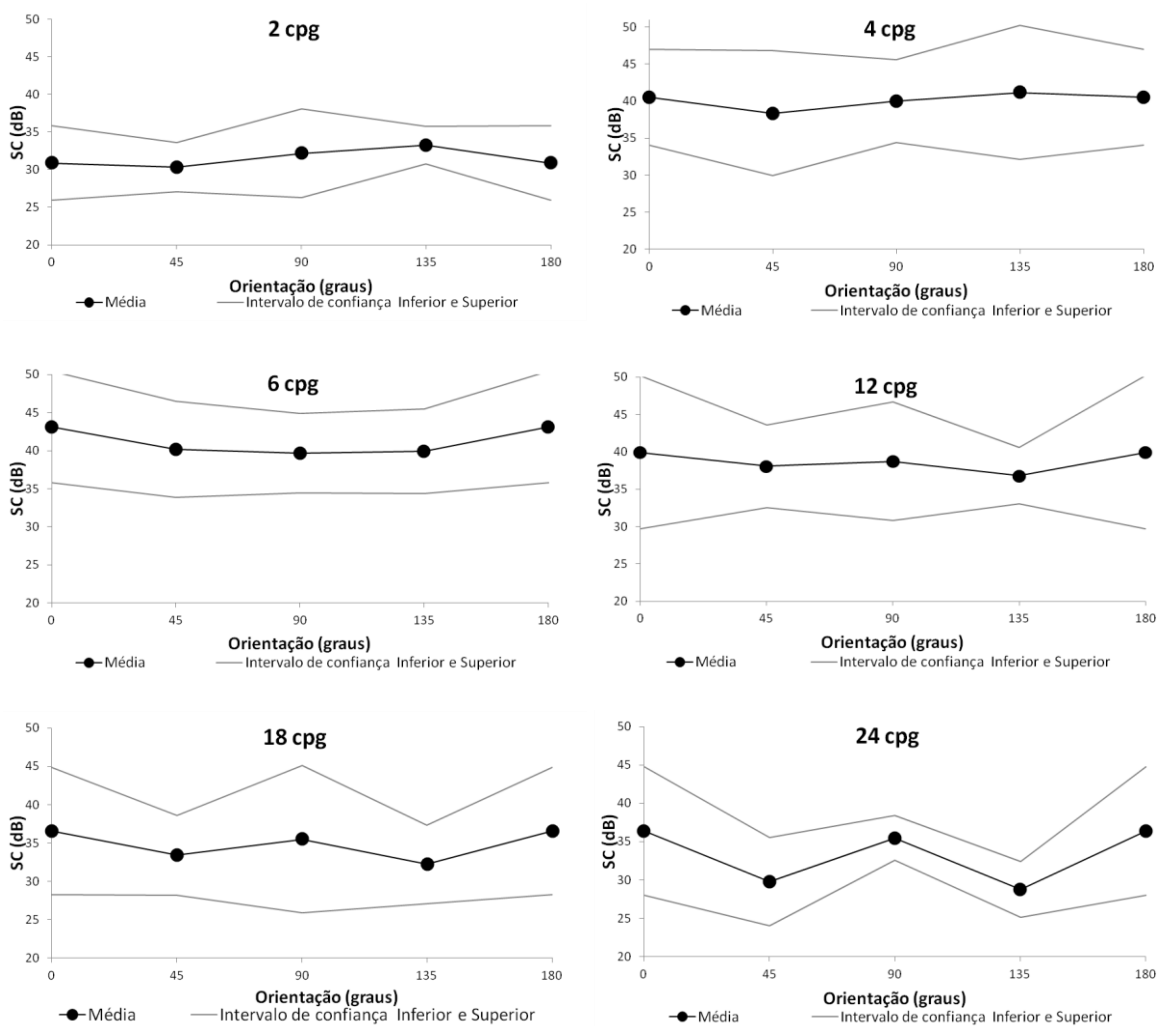 2 cpg
50
45
40
35
30
25
20
SC (dB)
0 45 90 135 180
Orientação (graus)
Média Intervalo de confiança Inferior e Superior
4 cpg
50
45
40
35
30
25
20
SC (dB)
0 45 90 135 180
Orientação (graus)
Média Intervalo de confiança Inferior e Superior
6 cpg
50
45
40
35
30
25
20
SC (dB)
0 45 90 135 180
Orientação (graus)
Média Intervalo de confiança Inferior e Superior
12 cpg
50
45
40
35
30
25
20
SC (dB)
0 45 90 135 180
Orientação (graus)
Média Intervalo de confiança Inferior e Superior
18 cpg
50
45
40
35
30
25
20
SC (dB)
0 45 90 135 180
Orientação (graus)
Média Intervalo de confiança Inferior e Superior
24 cpg
50
45
40
35
30
25
20
SC (dB)
0 45 90 135 180
Orientação (graus)
Média Intervalo de confiança Inferior e Superior